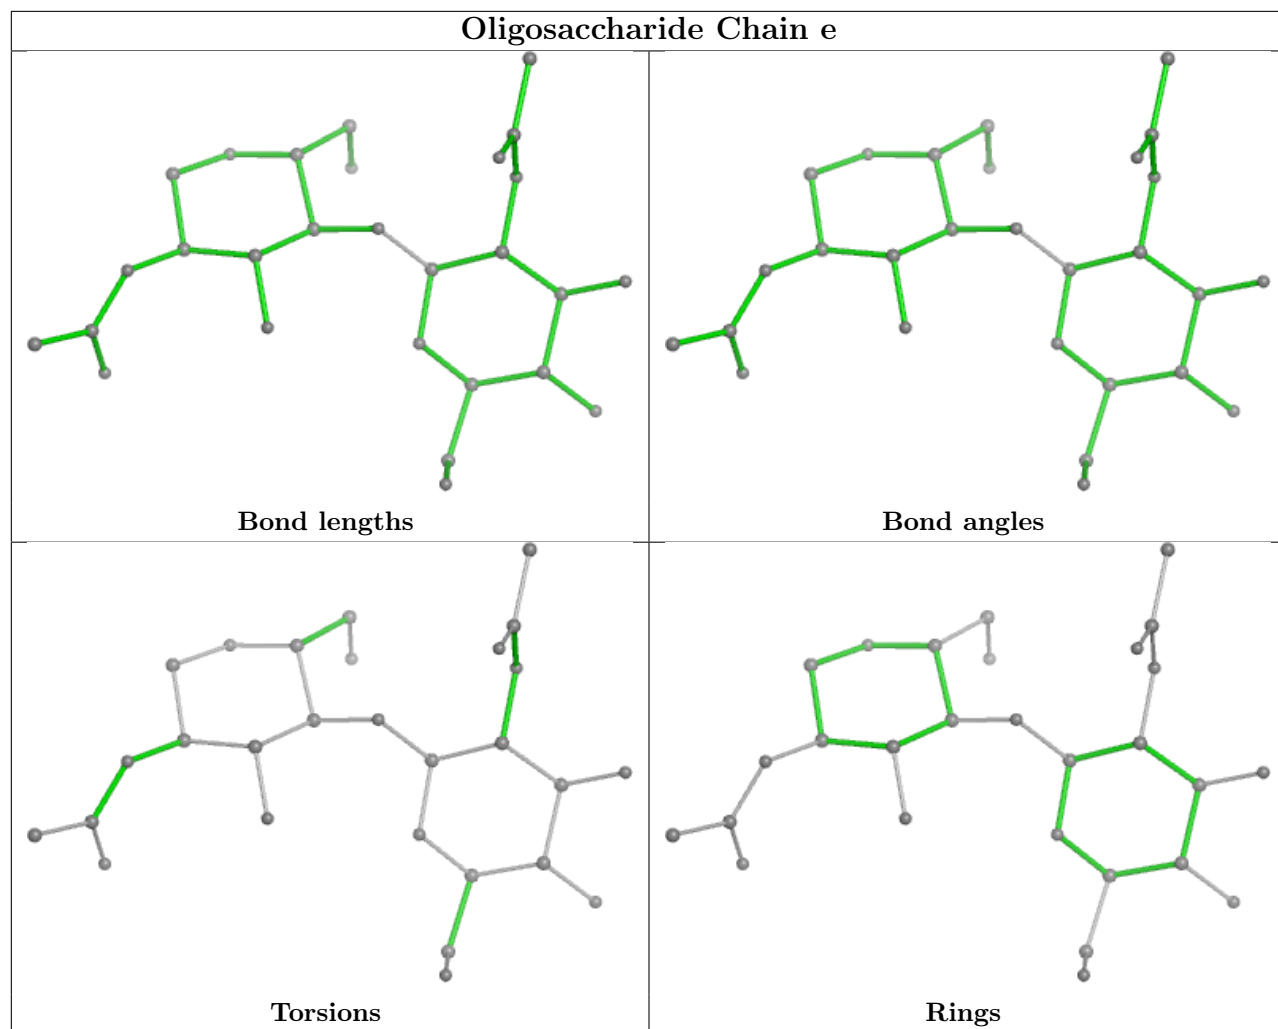 Oligosaccharide Chain e
Bond lengths
Bond angles
Torsions
Rings